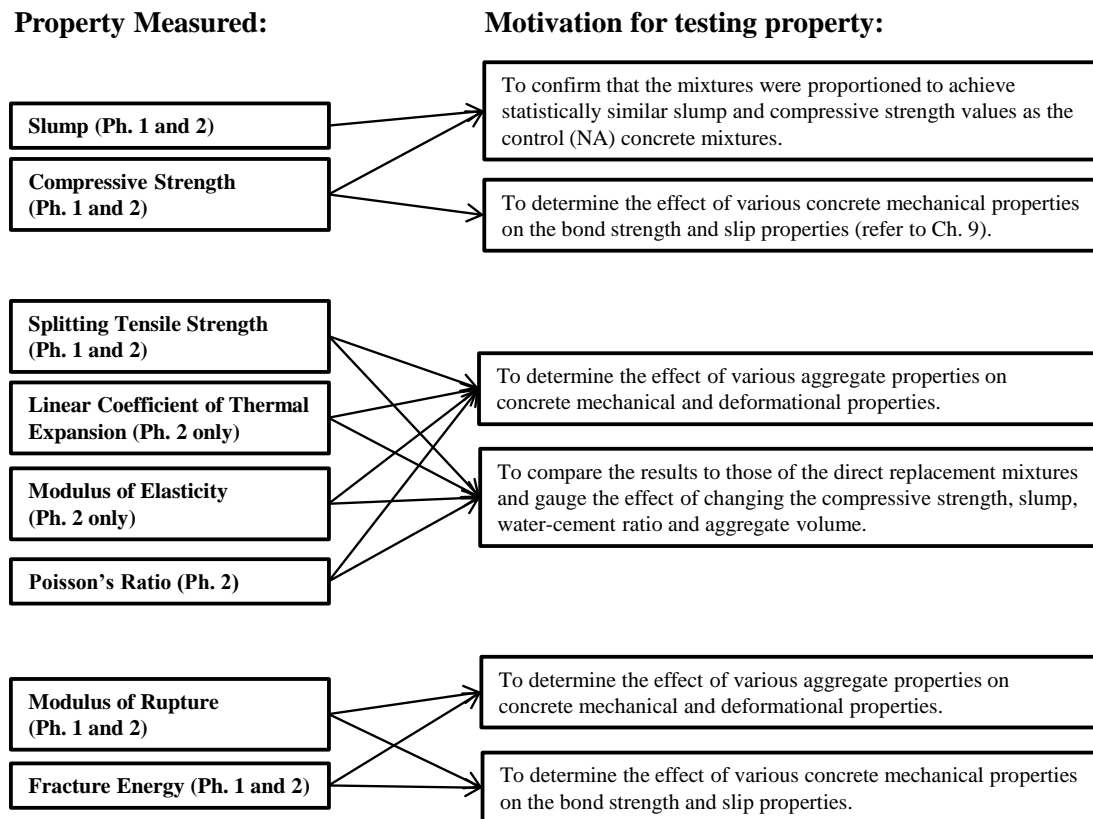 Property Measured:
Motivation for testing property:
Slump (Ph. 1 and 2)
Compressive Strength
(Ph. 1 and 2)
To confirm that the mixtures were proportioned to achieve
statistically similar slump and compressive strength values as the
control (NA) concrete mixtures.
To determine the effect of various concrete mechanical properties
on the bond strength and slip properties (refer to Ch. 9).
Splitting Tensile Strength
(Ph. 1 and 2)
Linear Coefficient of Thermal
Expansion (Ph. 2 only)
Modulus of Elasticity
(Ph. 2 only)
Poisson's Ratio (Ph. 2)
To determine the effect of various aggregate properties on
concrete mechanical and deformational properties.
To compare the results to those of the direct replacement mixtures
and gauge the effect of changing the compressive strength, slump,
water-cement ratio and aggregate volume.
Modulus of Rupture
(Ph. 1 and 2)
Fracture Energy (Ph. 1 and 2)
To determine the effect of various aggregate properties on
concrete mechanical and deformational properties.
To determine the effect of various concrete mechanical properties
on the bond strength and slip properties.